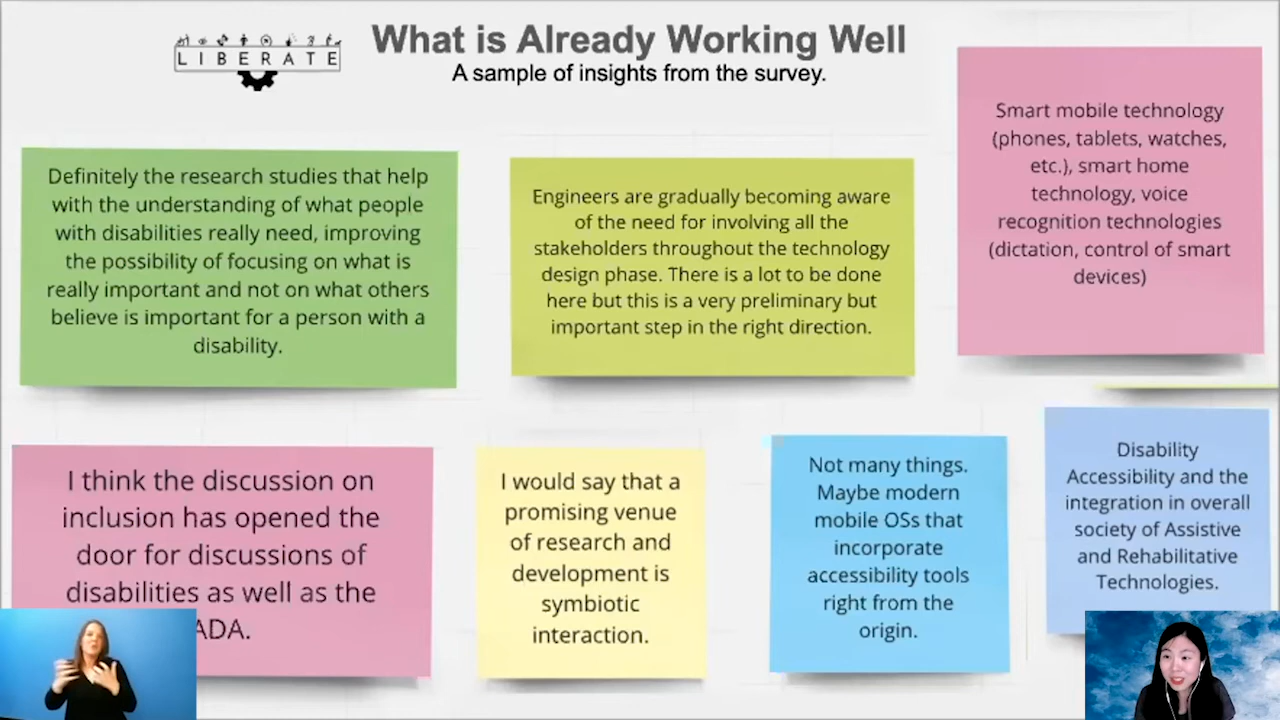 LIBERATE
What is Already Working Well
A sample of insights from the survey.
Definitely the research studies that help
with the understanding of what people
with disabilities really need, improving
the possibility of focusing on what is
really important and not on what others
believe is important for a person with a
disability.
Engineers are gradually becoming aware
of the need for involving all the
stakeholders throughout the technology
design phase. There is a lot to be done
here but this is a very preliminary but
important step in the right direction.
Smart mobile technology
(phones, tablets, watches,
etc.), smart home
technology, voice
recognition technologies
(dictation, control of smart
devices)
I think the discussion on
inclusion has opened the
door for discussions of
disabilities as well as the
ADA.
I would say that a
promising venue
of research and
development is
symbiotic
interaction.
Not many things.
Maybe modern
mobile OSs that
incorporate
accessibility tools
right from the
origin.
Disability
Accessibility and the
integration in overall
society of Assistive
and Rehabilitative
Technologies.